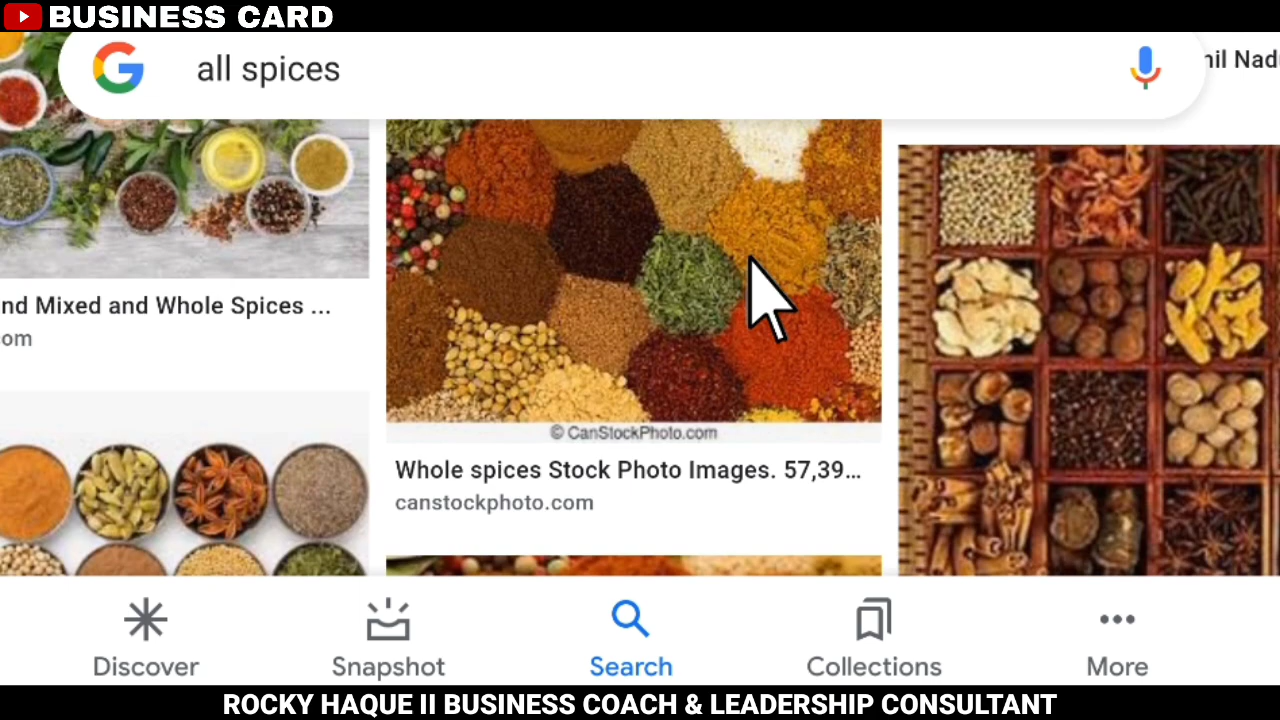 BUSINESS CARD
all spices
nil Nad
nd Mixed and Whole Spices ...
om
© CanStockPhoto.com
Whole spices Stock Photo Images. 57,39...
canstockphoto.com
Discover
Snapshot
Search
Collections
More
ROCKY HAQUE II BUSINESS COACH & LEADERSHIP CONSULTANT